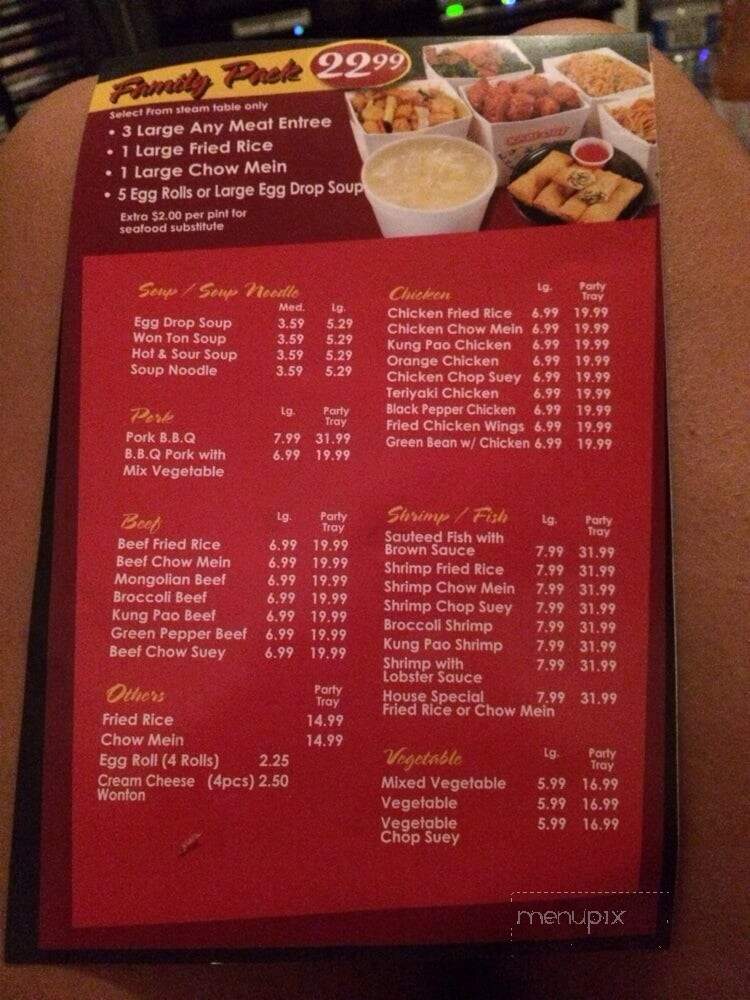 Family Pack 22.99
Select From steam table only
• 3 Large Any Meat Entree
• 1 Large Fried Rice
• 1 Large Chow Mein
• 5 Egg Rolls or Large Egg Drop Soup
Extra $2.00 per pint for
seafood substitute
Soup / Soup Noodle
Med. Lg.
Egg Drop Soup 3.59 5.29
Won Ton Soup 3.59 5.29
Hot & Sour Soup 3.59 5.29
Soup Noodle 3.59 5.29
Pork Lg. Party
Tray
Pork B.B.Q 7.99 31.99
B.B.Q Pork with 6.99 19.99
Mix Vegetable
Beef Lg. Party
Tray
Beef Fried Rice 6.99 19.99
Beef Chow Mein 6.99 19.99
Mongolian Beef 6.99 19.99
Broccoli Beef 6.99 19.99
Kung Pao Beef 6.99 19.99
Green Pepper Beef 6.99 19.99
Beef Chow Suey 6.99 19.99
Others Party
Tray
Fried Rice 14.99
Chow Mein 14.99
Egg Roll (4 Rolls) 2.25
Cream Cheese (4pcs) 2.50
Wonton
Chicken Lg. Party
Tray
Chicken Fried Rice 6.99 19.99
Chicken Chow Mein 6.99 19.99
Kung Pao Chicken 6.99 19.99
Orange Chicken 6.99 19.99
Chicken Chop Suey 6.99 19.99
Teriyaki Chicken 6.99 19.99
Black Pepper Chicken 6.99 19.99
Fried Chicken Wings 6.99 19.99
Green Bean w/ Chicken 6.99 19.99
Shrimp / Fish Lg. Party
Tray
Sauteed Fish with
Brown Sauce 7.99 31.99
Shrimp Fried Rice 7.99 31.99
Shrimp Chow Mein 7.99 31.99
Shrimp Chop Suey 7.99 31.99
Broccoli Shrimp 7.99 31.99
Kung Pao Shrimp 7.99 31.99
Shrimp with 7.99 31.99
Lobster Sauce
House Special 7.99 31.99
Fried Rice or Chow Mein
Vegetable Lg. Party
Tray
Mixed Vegetable 5.99 16.99
Vegetable 5.99 16.99
Vegetable 5.99 16.99
Chop Suey
menupix